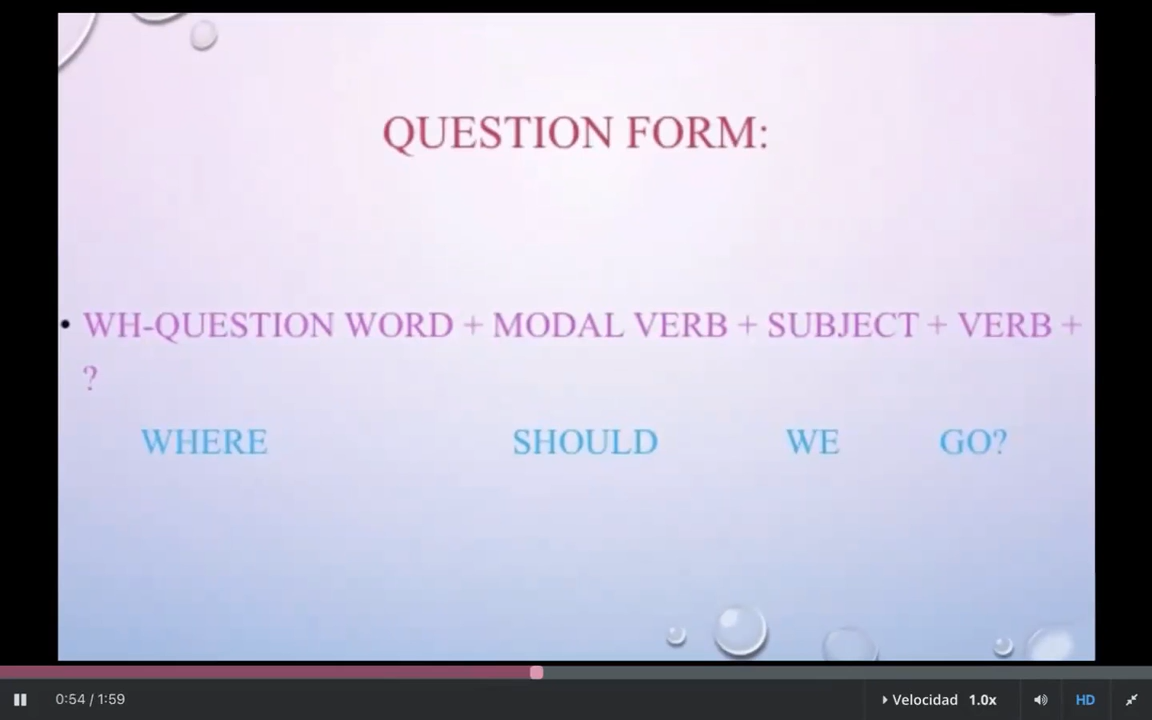 QUESTION FORM:
• WH-QUESTION WORD + MODAL VERB + SUBJECT + VERB +
?
WHERE SHOULD WE GO?
0:54 / 1:59 Velocidad 1.0x HD